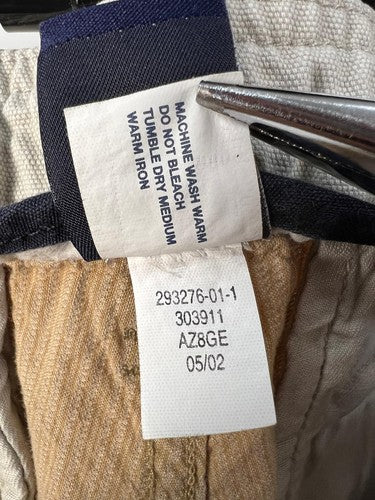 MACHINE WASH WARM
DO NOT BLEACH
TUMBLE DRY MEDIUM
WARM IRON
293276-01-1
303911
AZ8GE
05/02